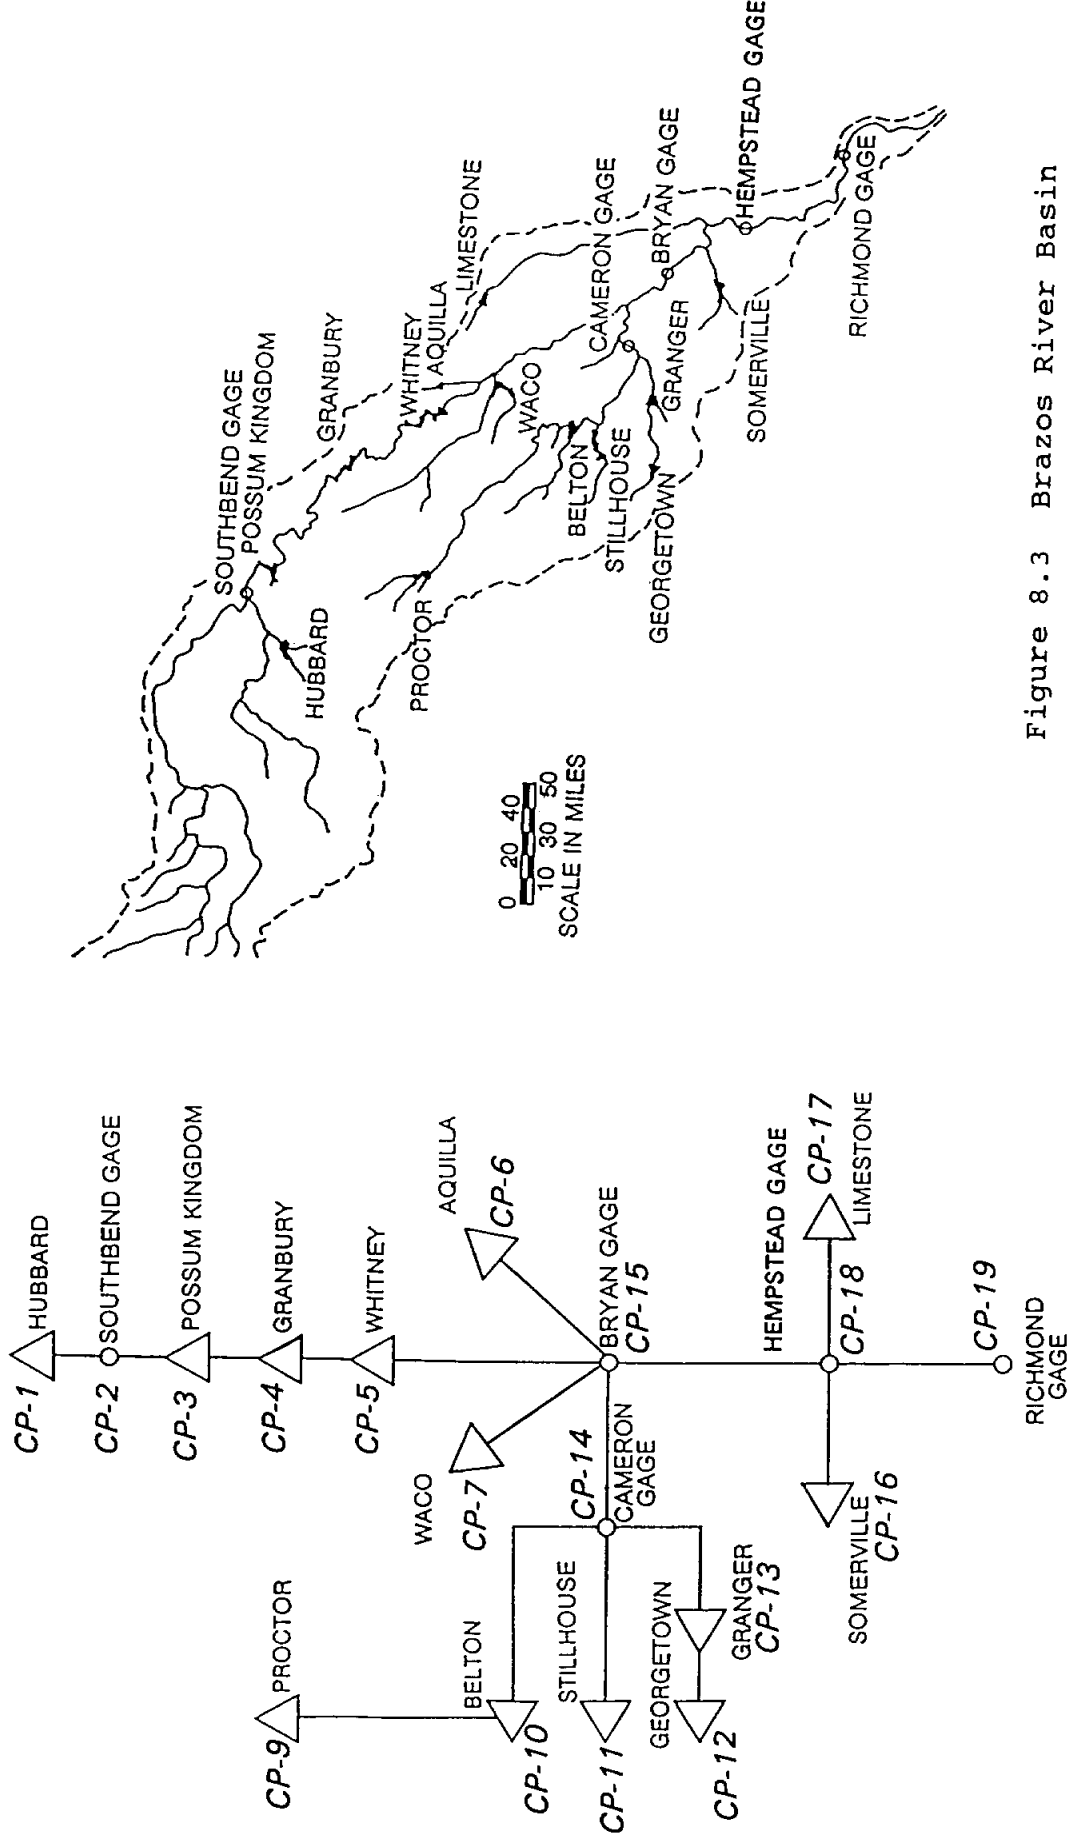 CP-1
HUBBARD
CP-2
SOUTHBEND GAGE
CP-3
POSSUM KINGDOM
CP-4
GRANBURY
CP-5
WHITNEY
AQUILLA
CP-6
WACO
CP-7
CP-9
PROCTOR
BELTON
CP-10
STILLHOUSE
CP-11
GEORGETOWN
CP-12
GRANGER
CP-13
CP-14
CAMERON
GAGE
BRYAN GAGE
CP-15
HEMPSTEAD GAGE
CP-18
CP-17
LIMESTONE
SOMERVILLE
CP-16
CP-19
RICHMOND
GAGE
SOUTHBEND GAGE
POSSUM KINGDOM
HUBBARD
GRANBURY
WHITNEY
AQUILLA
LIMESTONE
PROCTOR
WACO
BELTON
STILLHOUSE
GEORGETOWN
GRANGER
CAMERON GAGE
BRYAN GAGE
SOMERVILLE
HEMPSTEAD GAGE
RICHMOND GAGE
0 20 40
10 30 50
SCALE IN MILES
Figure 8.3 Brazos River Basin